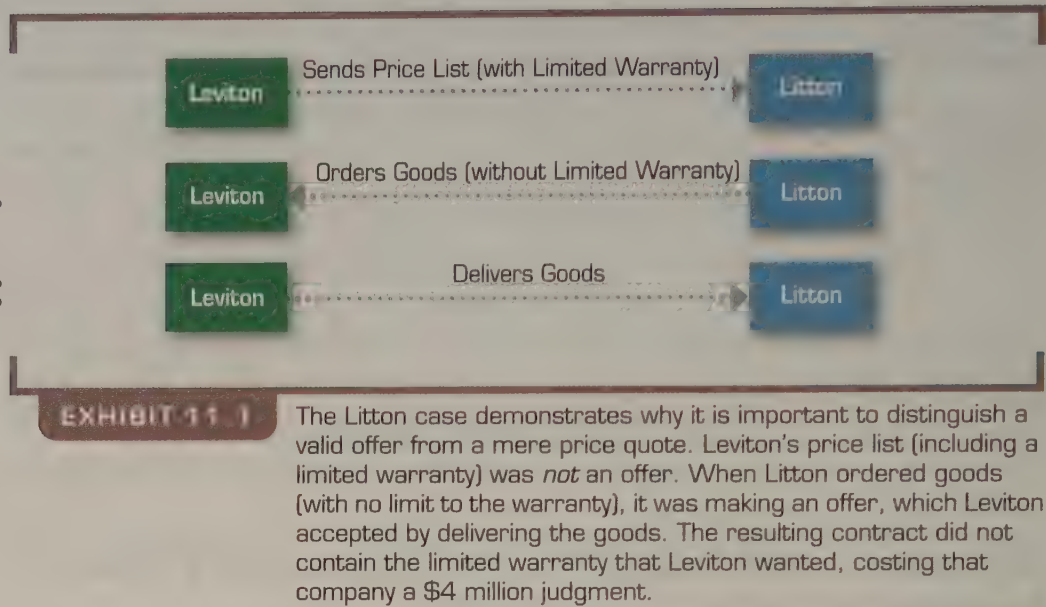 Sends Price List (with Limited Warranty)
Leviton
Litton
Orders Goods (without Limited Warranty)
Leviton
Litton
Delivers Goods
Leviton
Litton
EXHIBIT 11.1
The Litton case demonstrates why it is important to distinguish a
valid offer from a mere price quote. Leviton's price list (including a
limited warranty) was not an offer. When Litton ordered goods
(with no limit to the warranty), it was making an offer, which Leviton
accepted by delivering the goods. The resulting contract did not
contain the limited warranty that Leviton wanted, costing that
company a $4 million judgment.